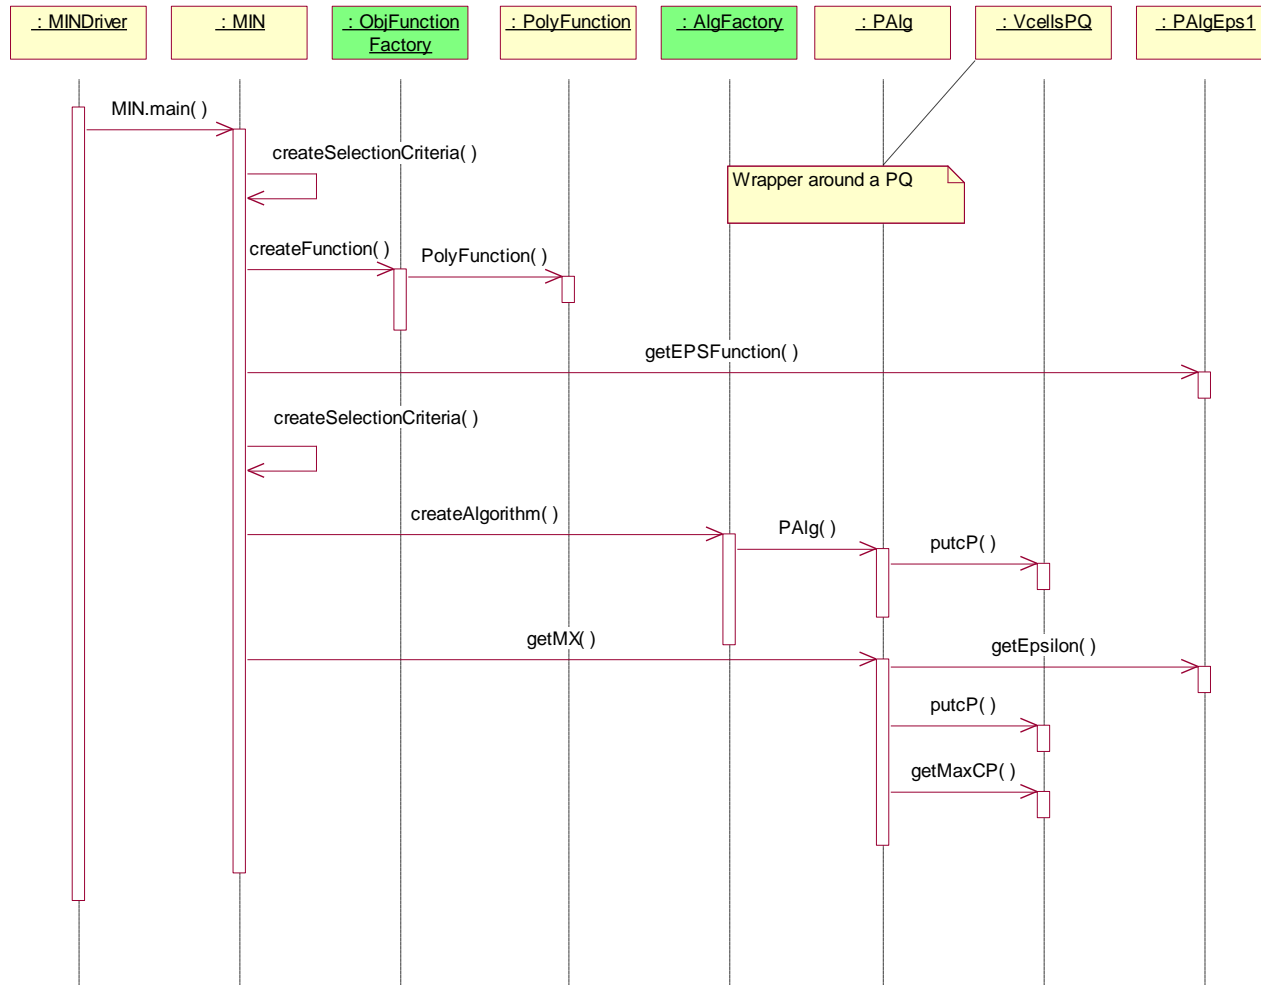 : MINDriver
: MIN
: ObjFunction
Factory
: PolyFunction
: AlgFactory
: PAlg
: VcellsPQ
: PAlgEps1
MIN.main( )
createSelectionCriteria( )
Wrapper around a PQ
createFunction( )
PolyFunction( )
getEPSFunction( )
createSelectionCriteria( )
createAlgorithm( )
PAlg( )
putcP( )
getMX( )
getEpsilon( )
putcP( )
getMaxCP( )